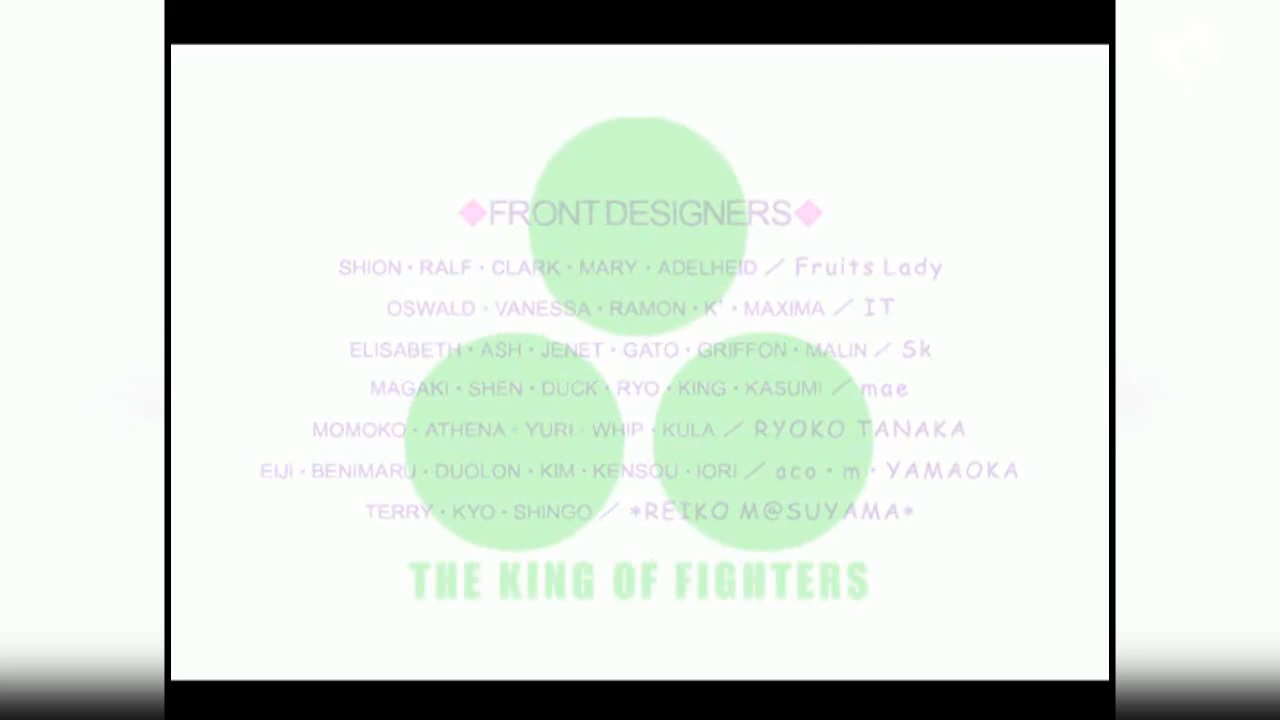 ◆FRONT DESIGNERS◆
SHION・RALF・CLARK・MARY・ADELHEID／Fruits Lady
OSWALD・VANESSA・RAMON・K'・MAXIMA／IT
ELISABETH・ASH・JENET・GATO・GRIFFON・MALIN／Sk
MAGAKI・SHEN・DUCK・RYO・KING・KASUMI／mae
MOMOKO・ATHENA・YURI・WHIP・KULA／RYOKO TANAKA
EIJI・BENIMARU・DUOLON・KIM・KENSOU・IORI／aco・m・YAMAOKA
TERRY・KYO・SHINGO／*REIKO M@SUYAMA*
THE KING OF FIGHTERS